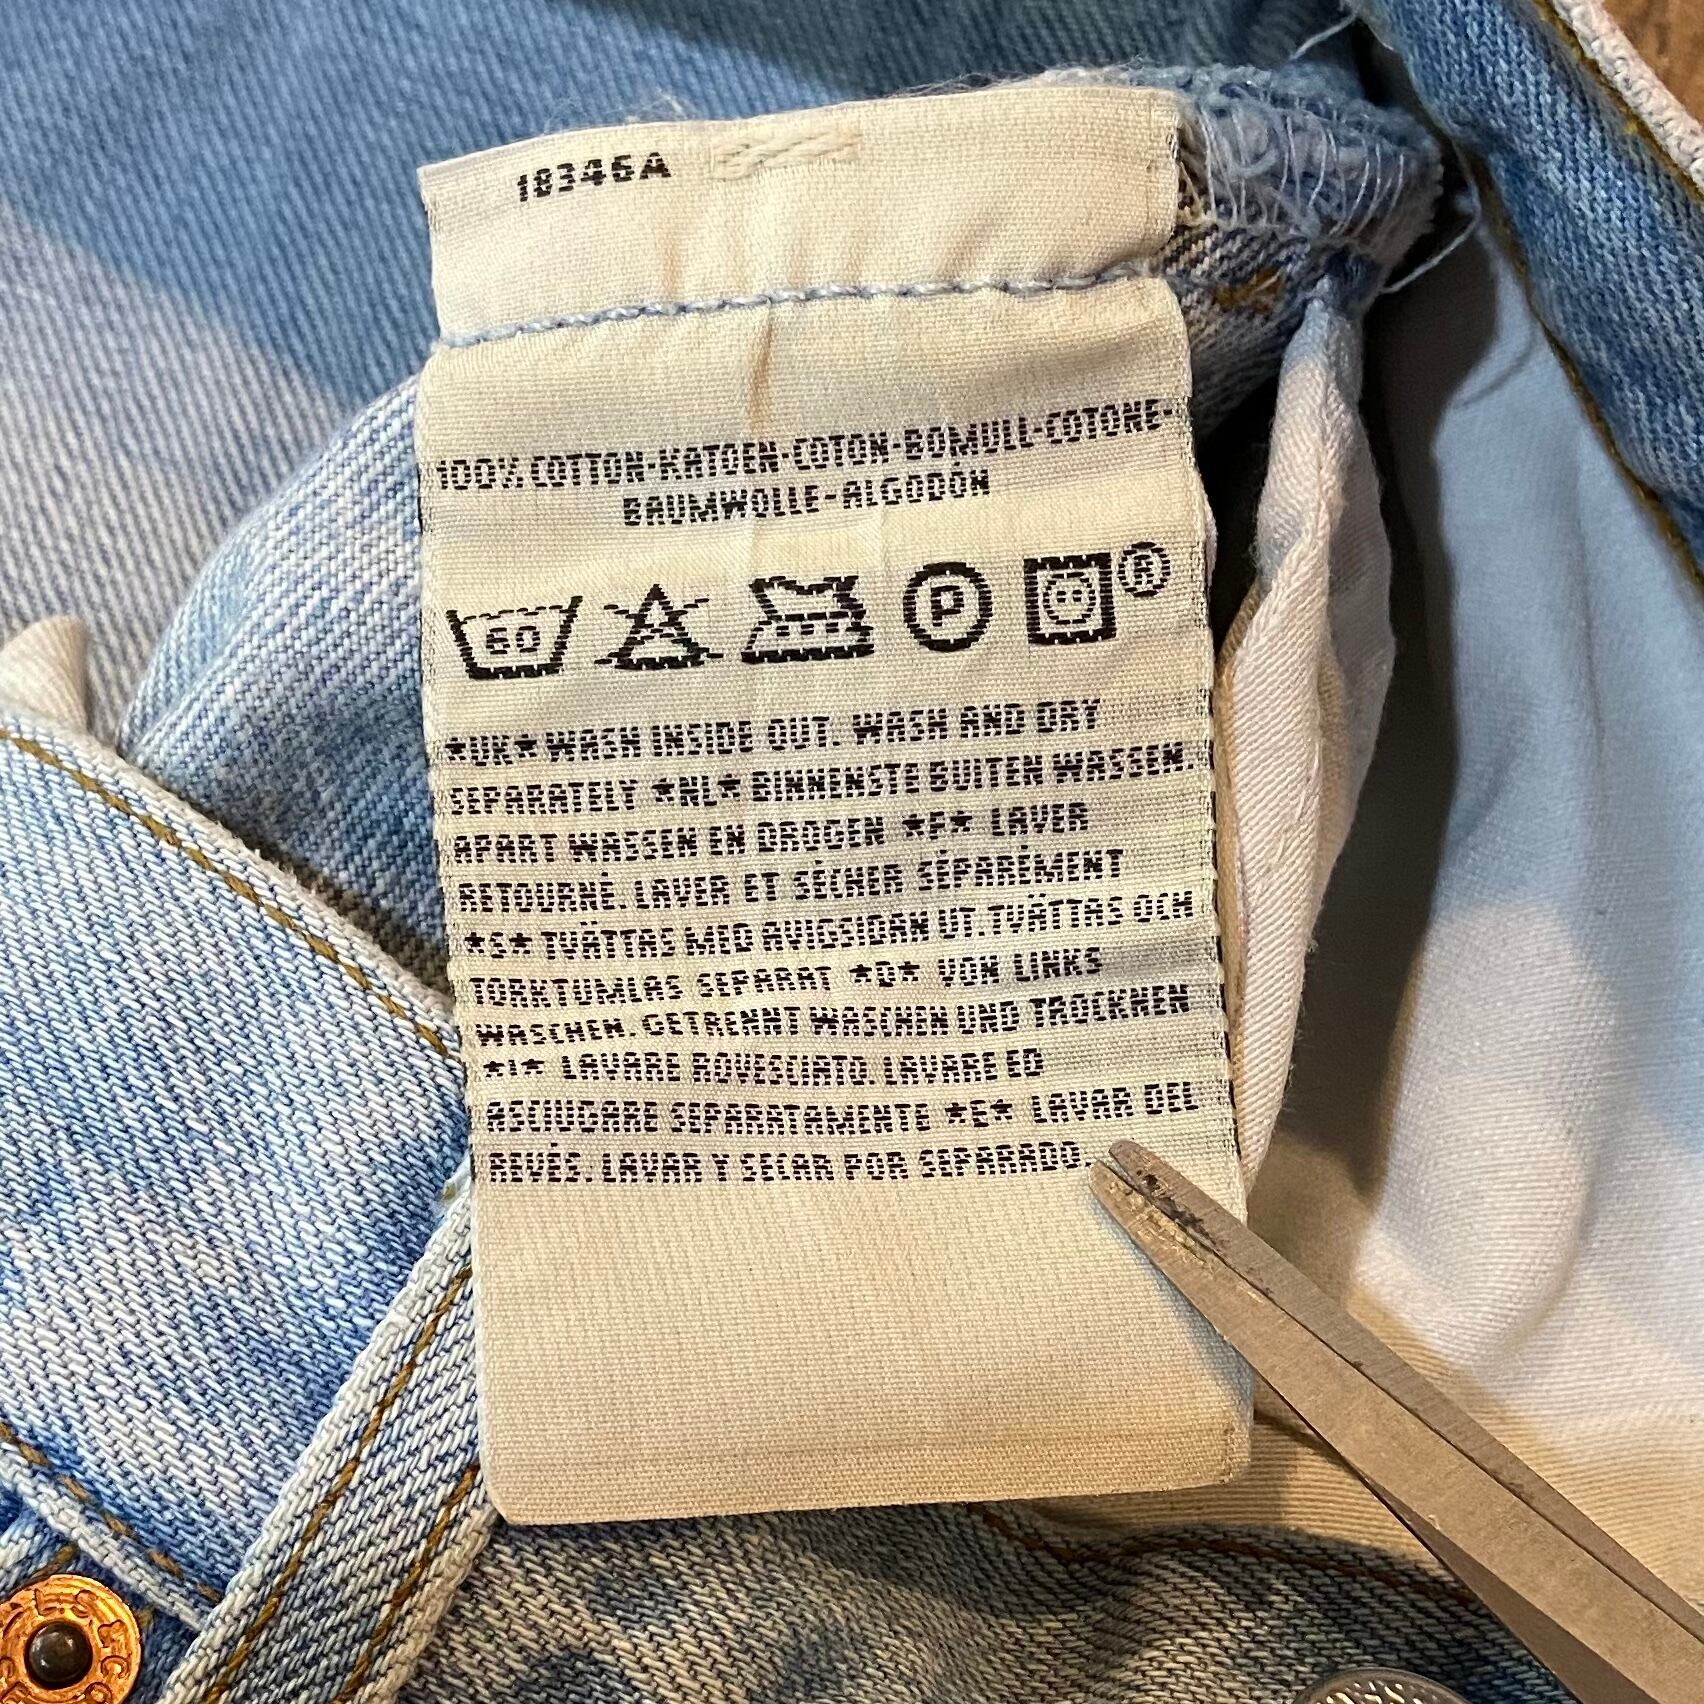 18346A
100% COTTON-KATOEN-COTON-BOMULL-COTONE-
BAUMWOLLE-ALGODÓN
60 P ®
*UK* WASH INSIDE OUT. WASH AND DRY
SEPARATELY *NL* BINNENSTE BUITEN WASSEN.
APART WASSEN EN DROGEN *F* LAVER
RETOURNÉ. LAVER ET SÉCHER SÉPARÉMENT
*S* TVÄTTAS MED AVIGSIDAN UT. TVÄTTAS OCH
TORKTUMLAS SEPARAT *D* VON LINKS
WASCHEN. GETRENNT WASCHEN UND TROCKNEN
*I* LAVARE ROVESCIATO. LAVARE ED
ASCIUGARE SEPARATAMENTE *E* LAVAR DEL
REVÉS. LAVAR Y SECAR POR SEPARADO.